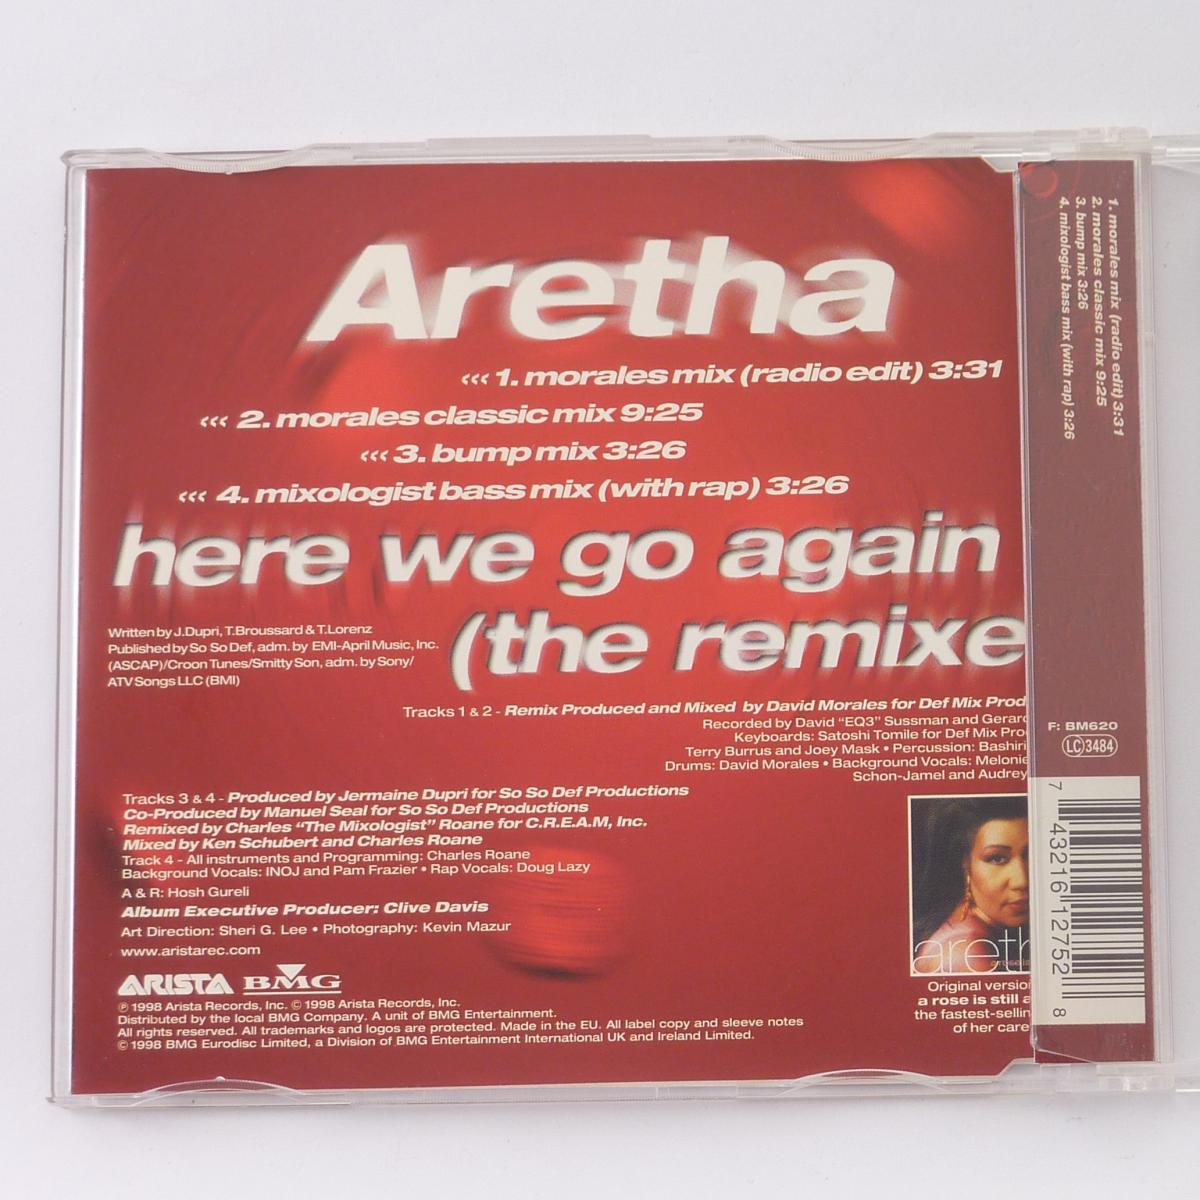 Aretha
‹‹‹ 1. morales mix (radio edit) 3:31
‹‹‹ 2. morales classic mix 9:25
‹‹‹ 3. bump mix 3:26
‹‹‹ 4. mixologist bass mix (with rap) 3:26
here we go again
(the remixe
Written by J.Dupri, T.Broussard & T.Lorenz
Published by So So Def, adm. by EMI-April Music, Inc.
(ASCAP)/Croon Tunes/Smitty Son, adm. by Sony/
ATV Songs LLC (BMI)
Tracks 1 & 2 - Remix Produced and Mixed by David Morales for Def Mix Prod
Recorded by David "EQ3" Sussman and Gerar
Keyboards: Satoshi Tomile for Def Mix Pro
Terry Burrus and Joey Mask • Percussion: Bashiri
Drums: David Morales • Background Vocals: Melonie
Schon-Jamel and Audrey
Tracks 3 & 4 - Produced by Jermaine Dupri for So So Def Productions
Co-Produced by Manuel Seal for So So Def Productions
Remixed by Charles "The Mixologist" Roane for C.R.E.A.M, Inc.
Mixed by Ken Schubert and Charles Roane
Track 4 - All instruments and Programming: Charles Roane
Background Vocals: INOJ and Pam Frazier • Rap Vocals: Doug Lazy
A & R: Hosh Gureli
Album Executive Producer: Clive Davis
Art Direction: Sheri G. Lee • Photography: Kevin Mazur
www.aristarec.com
ARISTA BMG
℗ 1998 Arista Records, Inc. © 1998 Arista Records, Inc.
Distributed by the local BMG Company. A unit of BMG Entertainment.
All rights reserved. All trademarks and logos are protected. Made in the EU. All label copy and sleeve notes
© 1998 BMG Eurodisc Limited, a Division of BMG Entertainment International UK and Ireland Limited.
areth
Original version
a rose is still a
the fastest-sellin
of her care
1. morales mix (radio edit) 3:31
2. morales classic mix 9:25
3. bump mix 3:26
4. mixologist bass mix (with rap) 3:26
F: BM620
LC 3484
7 43216 12752 8